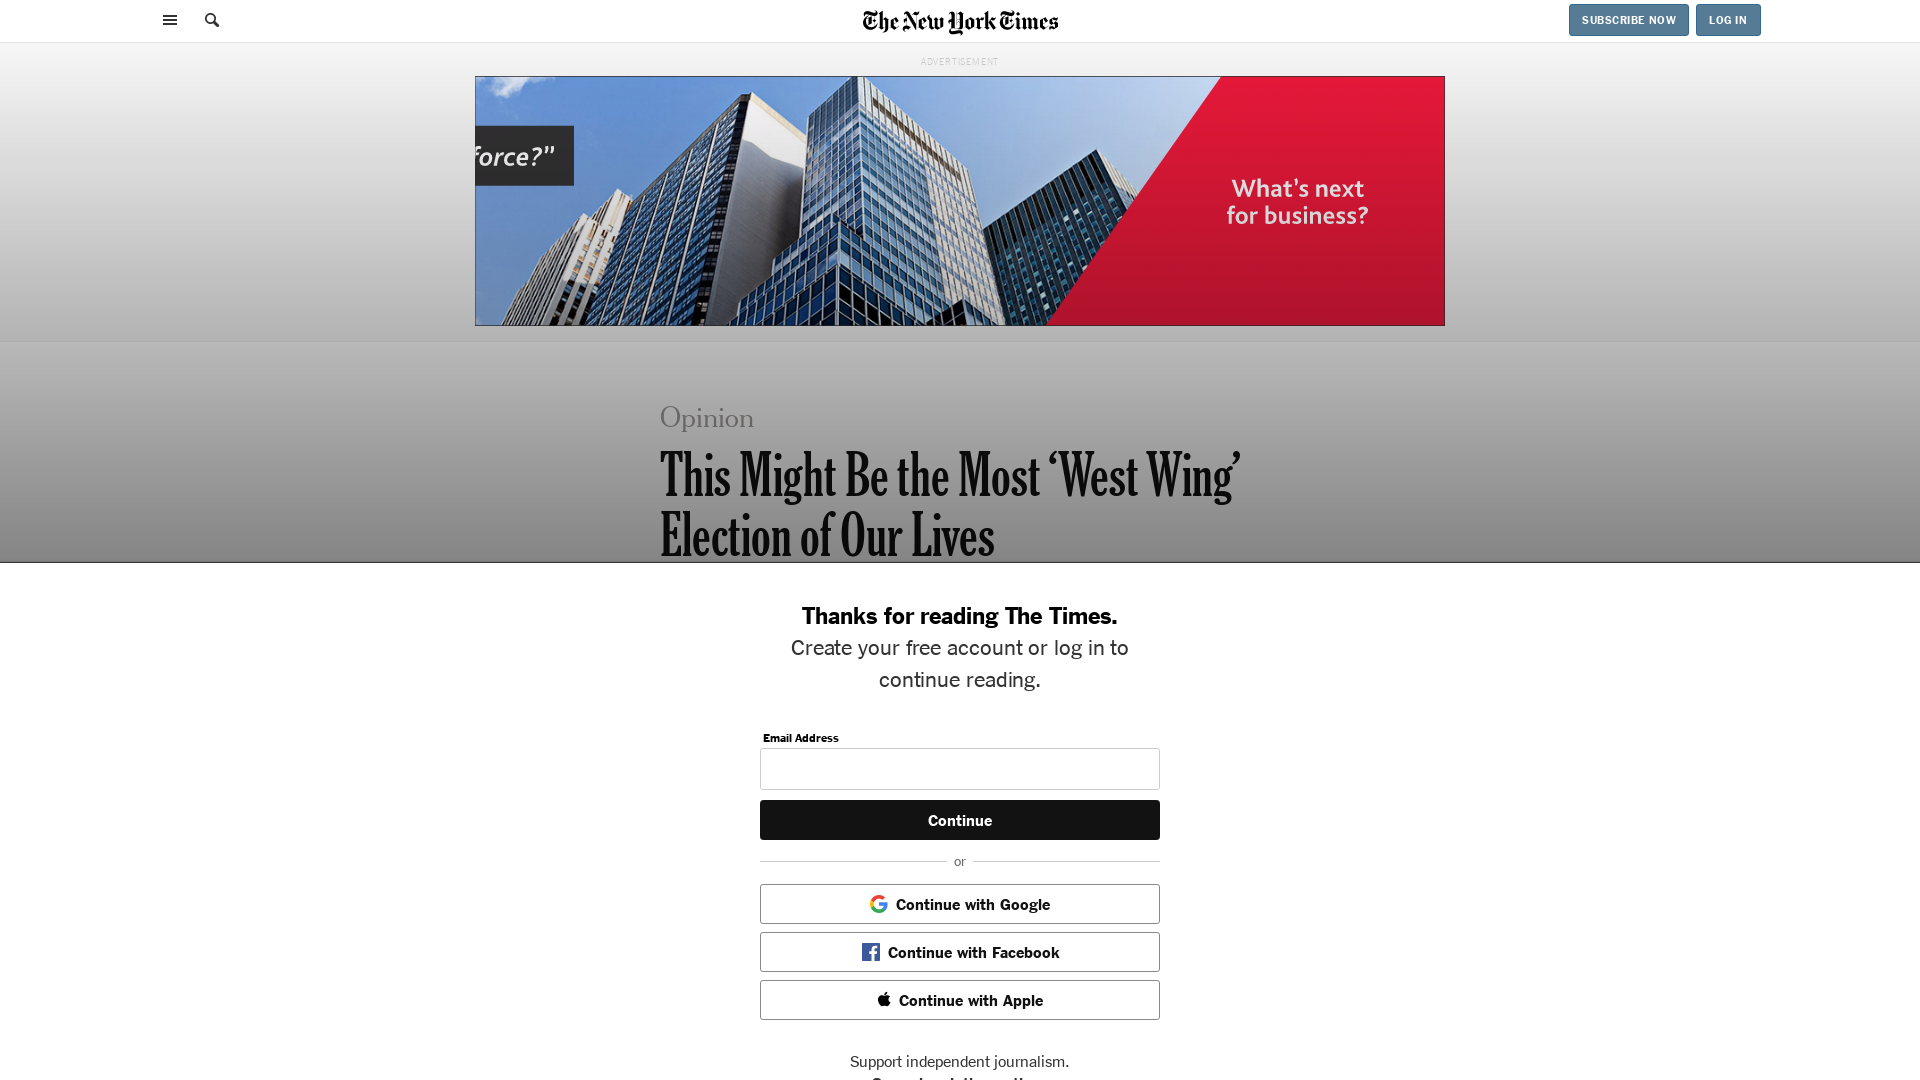 The New York Times
SUBSCRIBE NOW
LOG IN
ADVERTISEMENT
force?”
What’s next
for business?
Opinion
This Might Be the Most ‘West Wing’
Election of Our Lives
Thanks for reading The Times.
Create your free account or log in to
continue reading.
Email Address
Continue
or
Continue with Google
Continue with Facebook
Continue with Apple
Support independent journalism.